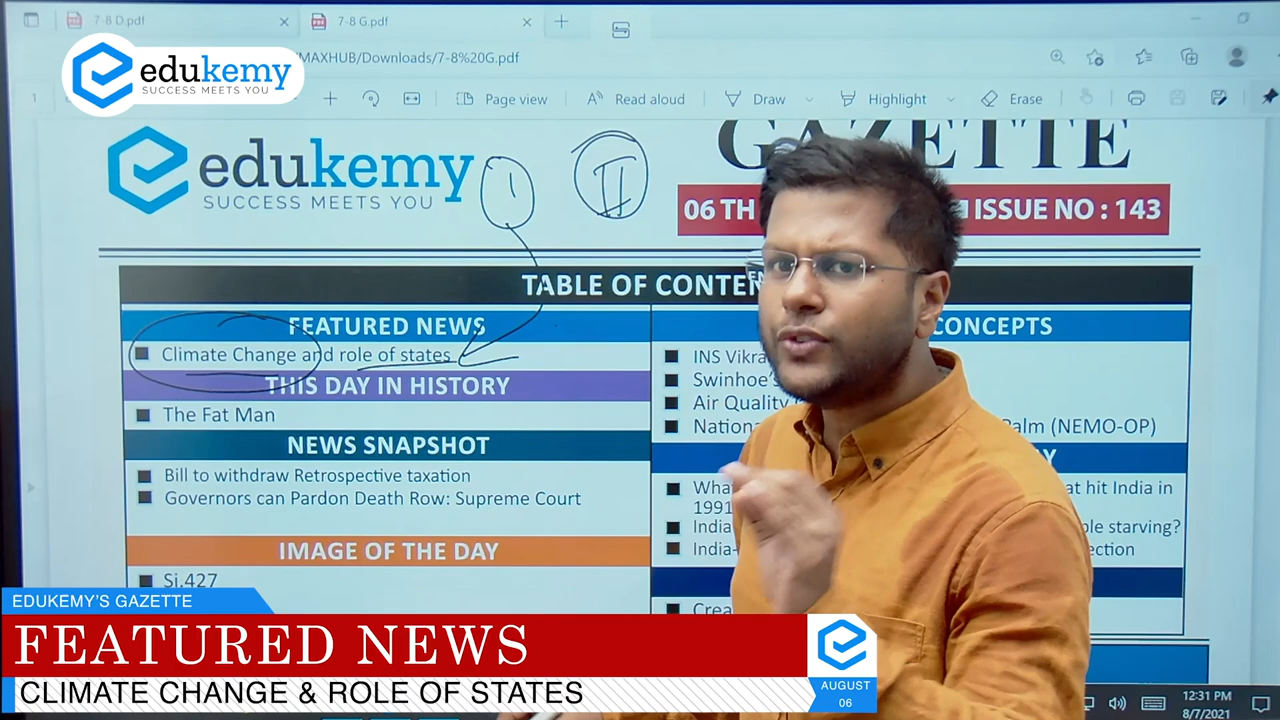 7-8 D.pdf
7-8 G.pdf
edukemy
SUCCESS MEETS YOU
/MAXHUB/Downloads/7-8%20G.pdf
1
Page view
Read aloud
Draw
Highlight
Erase
edukemy
SUCCESS MEETS YOU
1
II
GAZETTE
06 TH
ISSUE NO : 143
TABLE OF CONTEN
FEATURED NEWS
Climate Change and role of states
THIS DAY IN HISTORY
The Fat Man
NEWS SNAPSHOT
Bill to withdraw Retrospective taxation
Governors can Pardon Death Row: Supreme Court
IMAGE OF THE DAY
Si.427
CONCEPTS
INS Vikra
Swinhoe's
Air Quality
Nation Palm (NEMO-OP)
Y
Wha at hit India in
1991
India ple starving?
India- ection
Crea
EDUKEMY'S GAZETTE
FEATURED NEWS
CLIMATE CHANGE & ROLE OF STATES
AUGUST
06
12:31 PM
8/7/2021